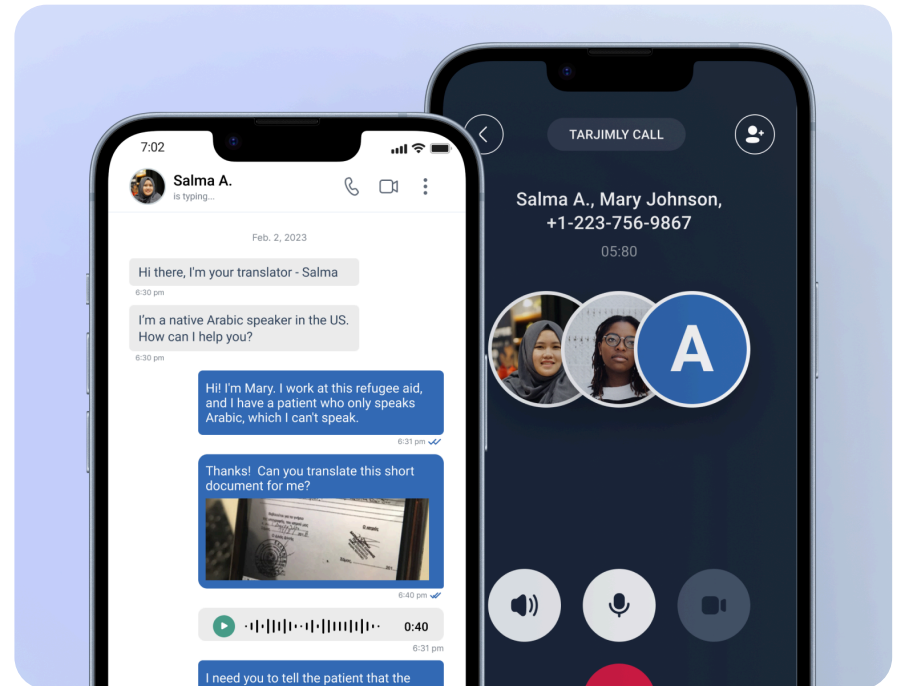 7:02
Salma A.
is typing...
Feb. 2, 2023
Hi there, I'm your translator - Salma
6:30 pm
I'm a native Arabic speaker in the US.
How can I help you?
6:30 pm
Hi! I'm Mary. I work at this refugee aid,
and I have a patient who only speaks
Arabic, which I can't speak.
6:31 pm
Thanks! Can you translate this short
document for me?
6:40 pm
0:40
6:31 pm
I need you to tell the patient that the
TARJIMLY CALL
Salma A., Mary Johnson,
+1-223-756-9867
05:80
A